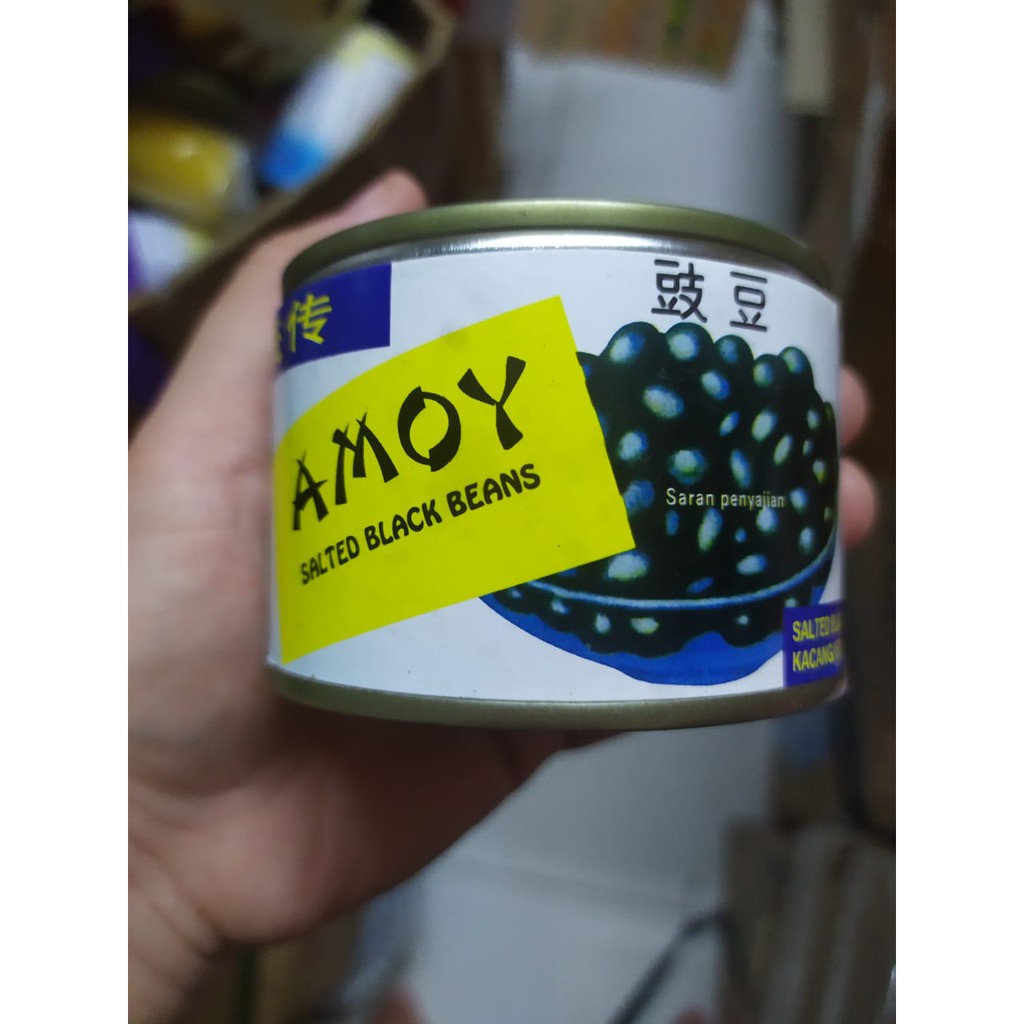 传
豉豆
AMOY
SALTED BLACK BEANS
Saran penyajian
SALTED
KACANG